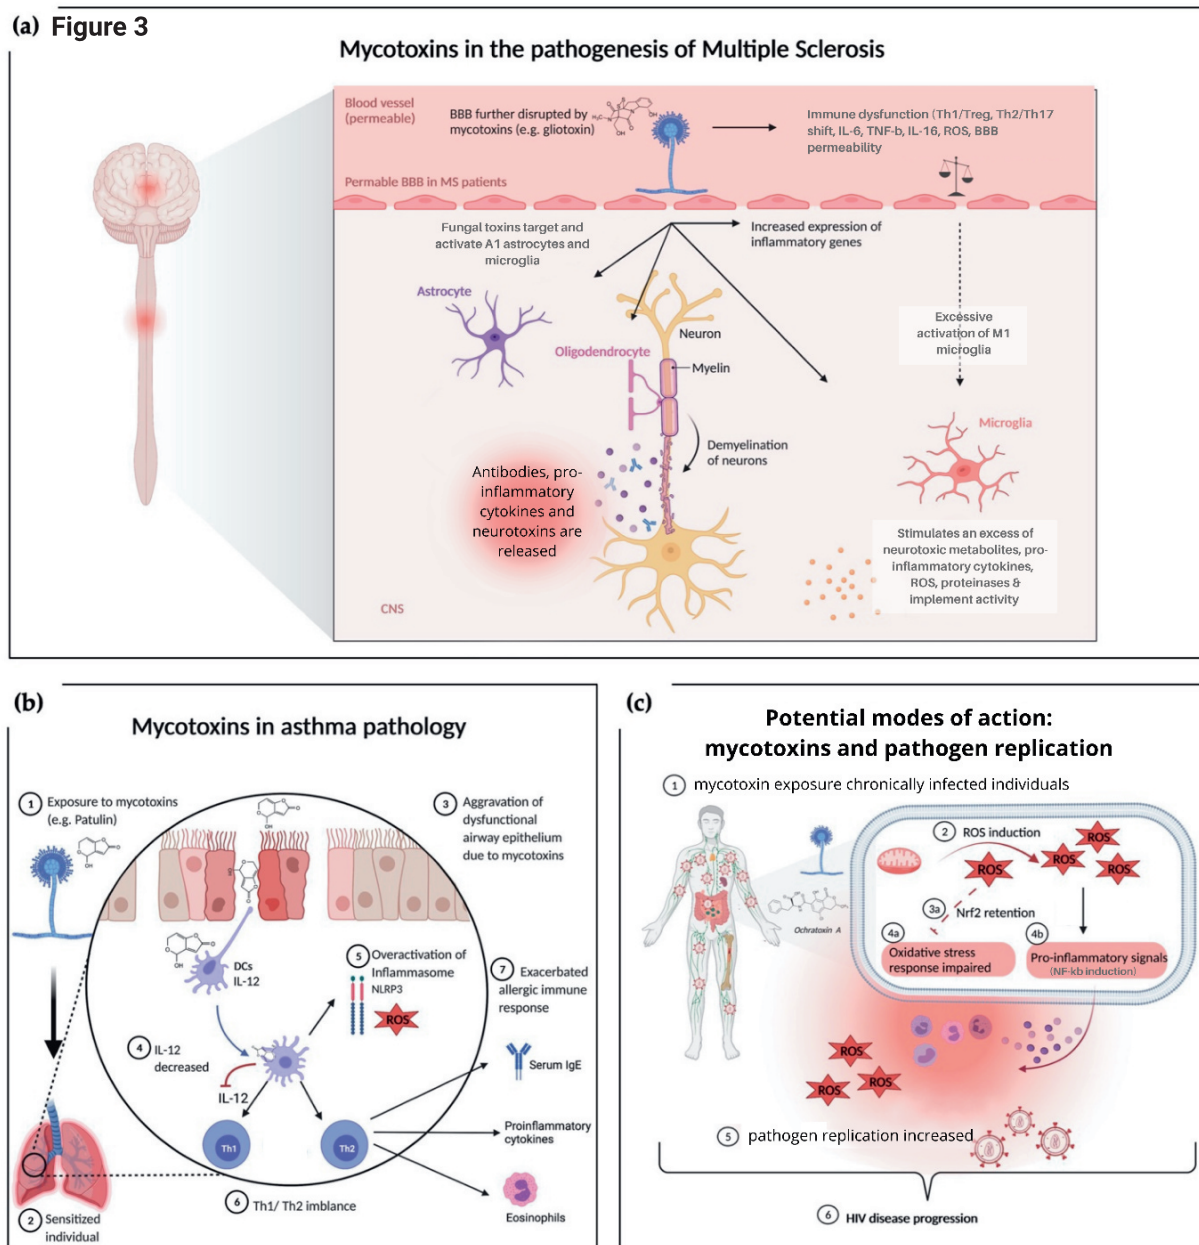 (a) Figure 3
Mycotoxins in the pathogenesis of Multiple Sclerosis
Blood vessel
(permeable)
BBB further disrupted by
mycotoxins (e.g. gliotoxin)
H₃C
OH
OH
Immune dysfunction (Th1/Treg, Th2/Th17
shift, IL-6, TNF-b, IL-16, ROS, BBB
permeability
Permable BBB in MS patients
Fungal toxins target and
activate A1 astrocytes and
microglia
Increased expression of
inflammatory genes
Astrocyte
Excessive
activation of M1
microglia
Neuron
Oligodendrocyte
Myelin
Microglia
Demyelination
of neurons
Antibodies, pro-
inflammatory
cytokines and
neurotoxins are
released
Stimulates an excess of
neurotoxic metabolites, pro-
inflammatory cytokines,
ROS, proteinases &
implement activity
CNS
(b)
Mycotoxins in asthma pathology
1 Exposure to mycotoxins
(e.g. Patulin)
3 Aggravation of
dysfunctional
airway epithelium
due to mycotoxins
DCs
IL-12
5 Overactivation of
Inflammasome
NLRP3
ROS
7 Exacerbated
allergic immune
response
4 IL-12
decreased
IL-12
Serum IgE
Th1
Th2
Proinflammatory
cytokines
6 Th1/ Th2 imblance
Eosinophils
2 Sensitized
individual
(c)
Potential modes of action:
mycotoxins and pathogen replication
1 mycotoxin exposure chronically infected individuals
2 ROS induction
ROS
ROS
ROS
ROS
3a Nrf2 retention
Ochratoxin A
4a
Oxidative stress
response impaired
4b
Pro-inflammatory signals
(NF-kb induction)
ROS
ROS
ROS
5 pathogen replication increased
6 HIV disease progression